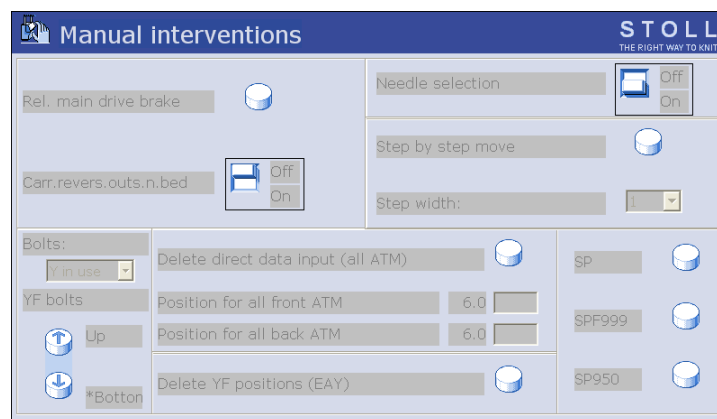 Manual interventions
STOLL
THE RIGHT WAY TO KNIT
Rel. main drive brake
Carr.revers.outs.n.bed
Off
On
Needle selection
Off
On
Step by step move
Step width:
1
Bolts:
Y in use
YF bolts
Up
*Botton
Delete direct data input (all ATM)
Position for all front ATM
6.0
Position for all back ATM
6.0
Delete YF positions (EAY)
SP
SPF999
SP950